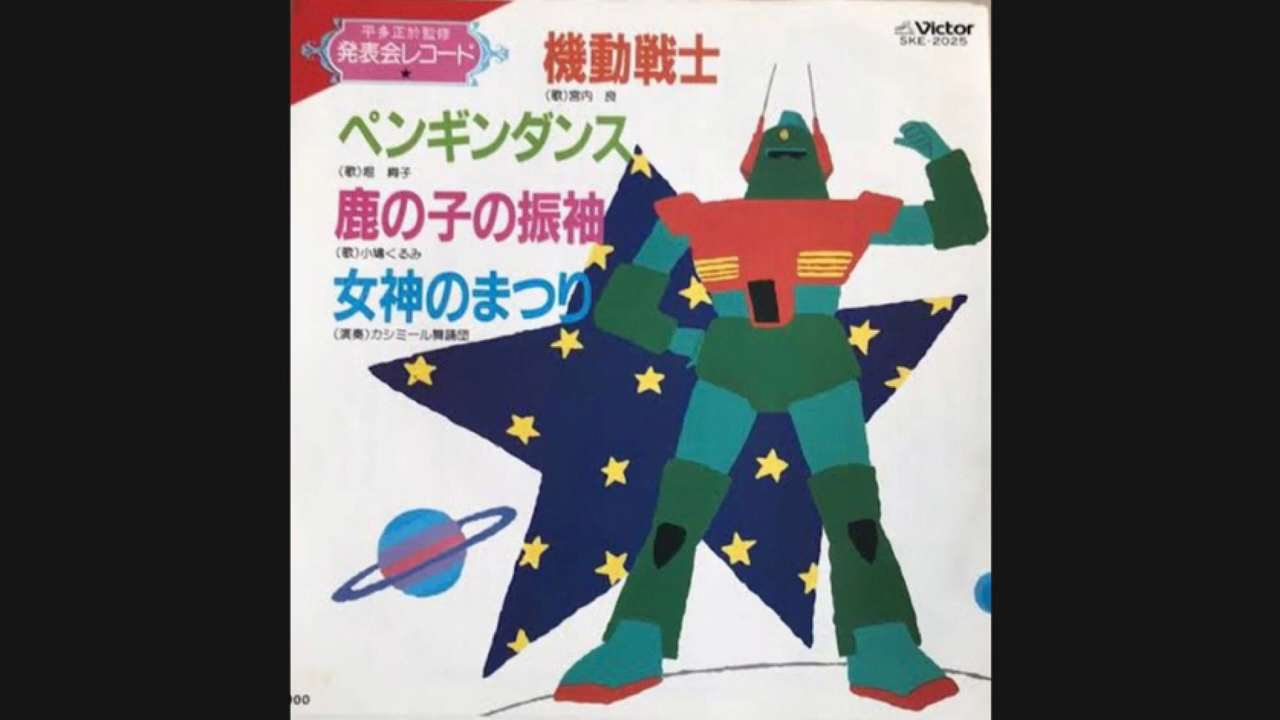 平多正於監修
発表会レコード
★
Victor
SKE-2025
機動戦士
(歌)宮内 良
ペンギンダンス
(歌)堀 絢子
鹿の子の振袖
(歌)小鳩くるみ
女神のまつり
(演奏)カシミール舞踊団